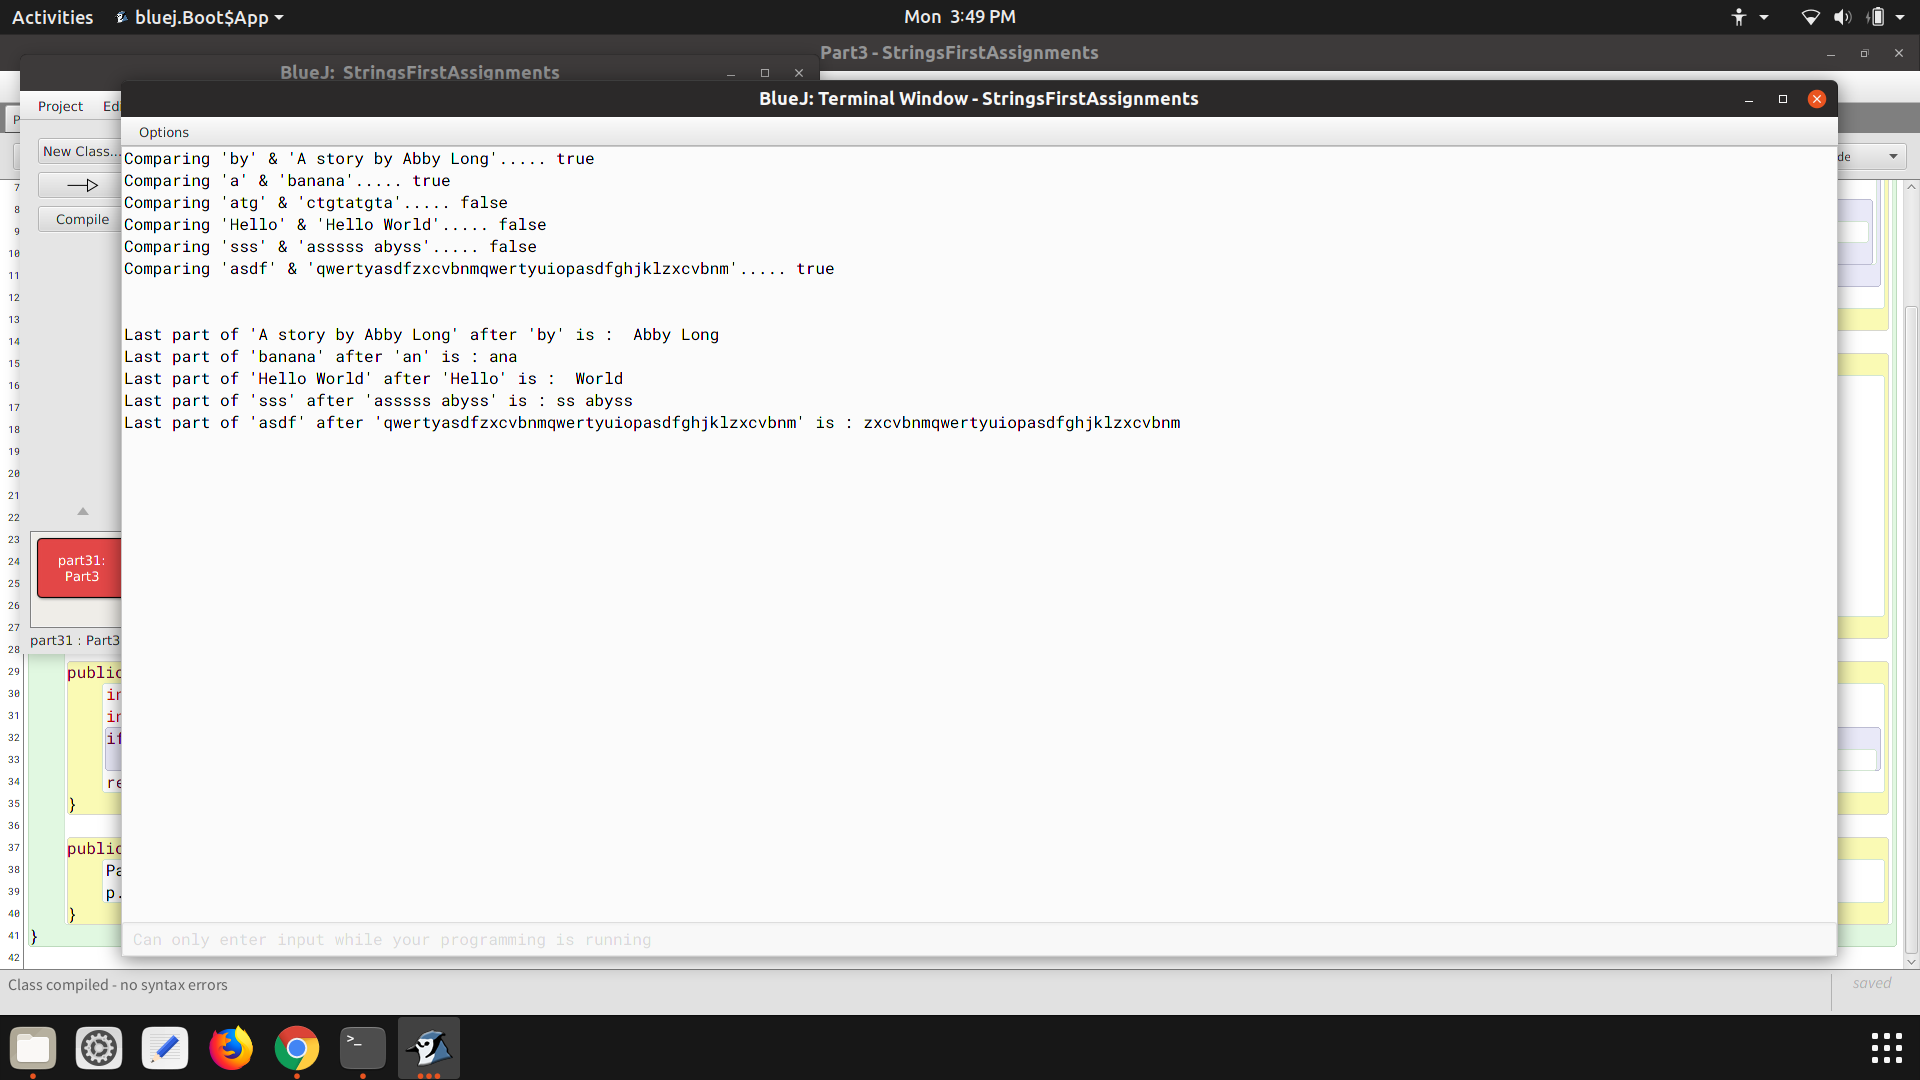 Activities bluej.Boot$App Mon 3:49 PM
Part3 - StringsFirstAssignments
BlueJ: StringsFirstAssignments
BlueJ: Terminal Window - StringsFirstAssignments
Project
Options
New Class...
Compile
Comparing 'by' & 'A story by Abby Long'..... true
Comparing 'a' & 'banana'..... true
Comparing 'atg' & 'ctgtatgta'..... false
Comparing 'Hello' & 'Hello World'..... false
Comparing 'sss' & 'asssss abyss'..... false
Comparing 'asdf' & 'qwertyasdfzxcvbnmqwertyuiopasdfghjklzxcvbnm'..... true
Last part of 'A story by Abby Long' after 'by' is :  Abby Long
Last part of 'banana' after 'an' is : ana
Last part of 'Hello World' after 'Hello' is :  World
Last part of 'sss' after 'asssss abyss' is : ss abyss
Last part of 'asdf' after 'qwertyasdfzxcvbnmqwertyuiopasdfghjklzxcvbnm' is : zxcvbnmqwertyuiopasdfghjklzxcvbnm
7
8
9
10
11
12
13
14
15
16
17
18
19
20
21
22
23
24
25
26
27
28
part31:
Part3
part31 : Part3
29 public
30
31
32 if
33
34
35 }
36
37 public
38
39 p.
40 }
41 }
42
Can only enter input while your programming is running
Class compiled - no syntax errors
saved